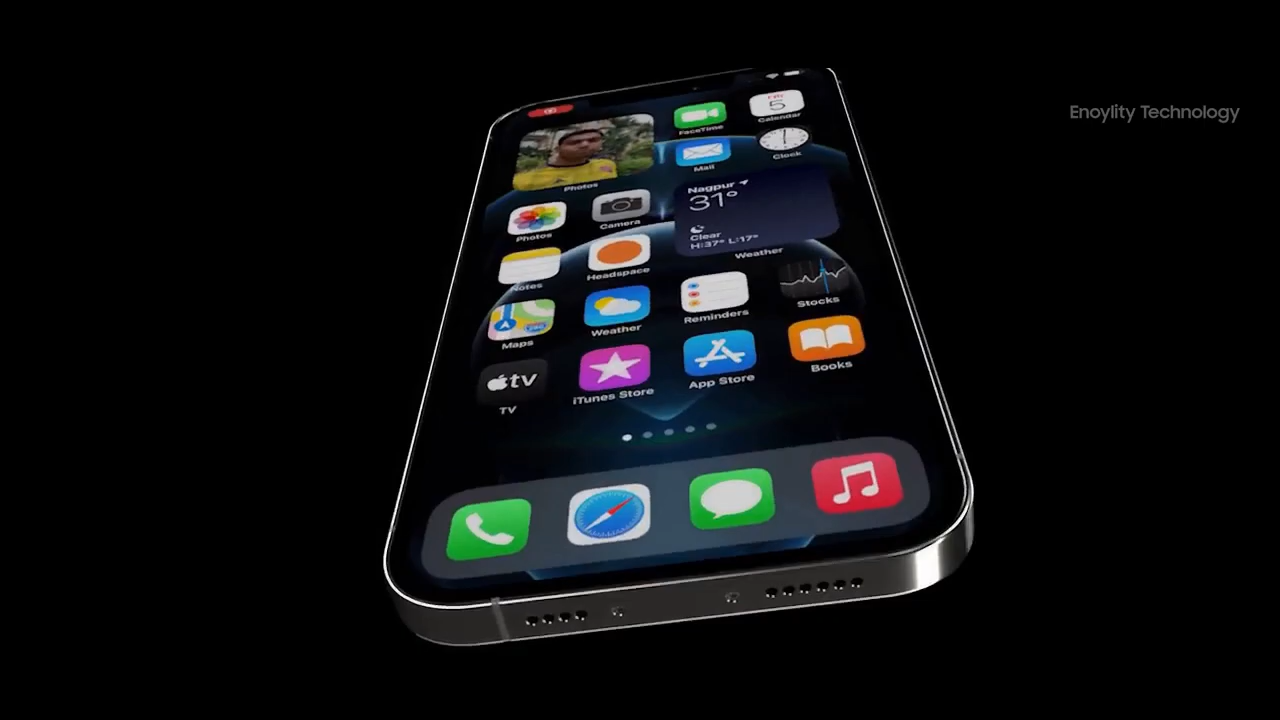 Enoylity Technology
FaceTime
5
Calendar
Mail
Clock
Photos
Nagpur
31°
Clear
H:37° L:17°
Weather
Photos
Camera
Notes
Headspace
Maps
Weather
Reminders
Stocks
tv
TV
iTunes Store
App Store
Books